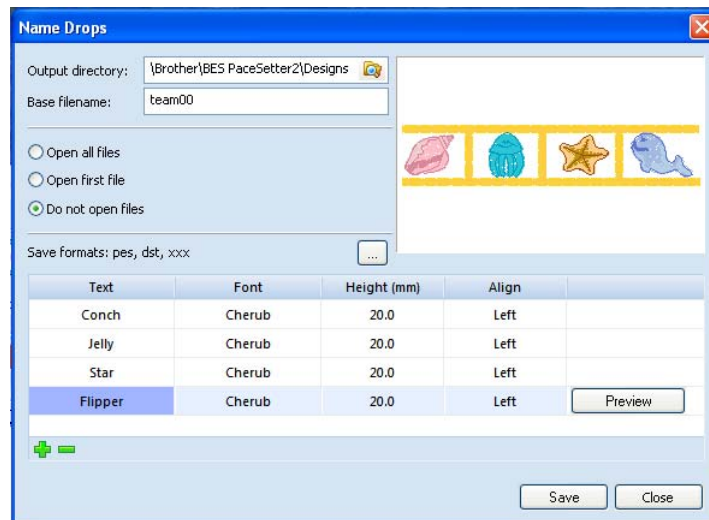 Name Drops
Output directory: \Brother\BES PaceSetter2\Designs
Base filename: team00
Open all files
Open first file
Do not open files
Save formats: pes, dst, xxx ...
Text Font Height (mm) Align
Conch Cherub 20.0 Left
Jelly Cherub 20.0 Left
Star Cherub 20.0 Left
Flipper Cherub 20.0 Left Preview
Save Close